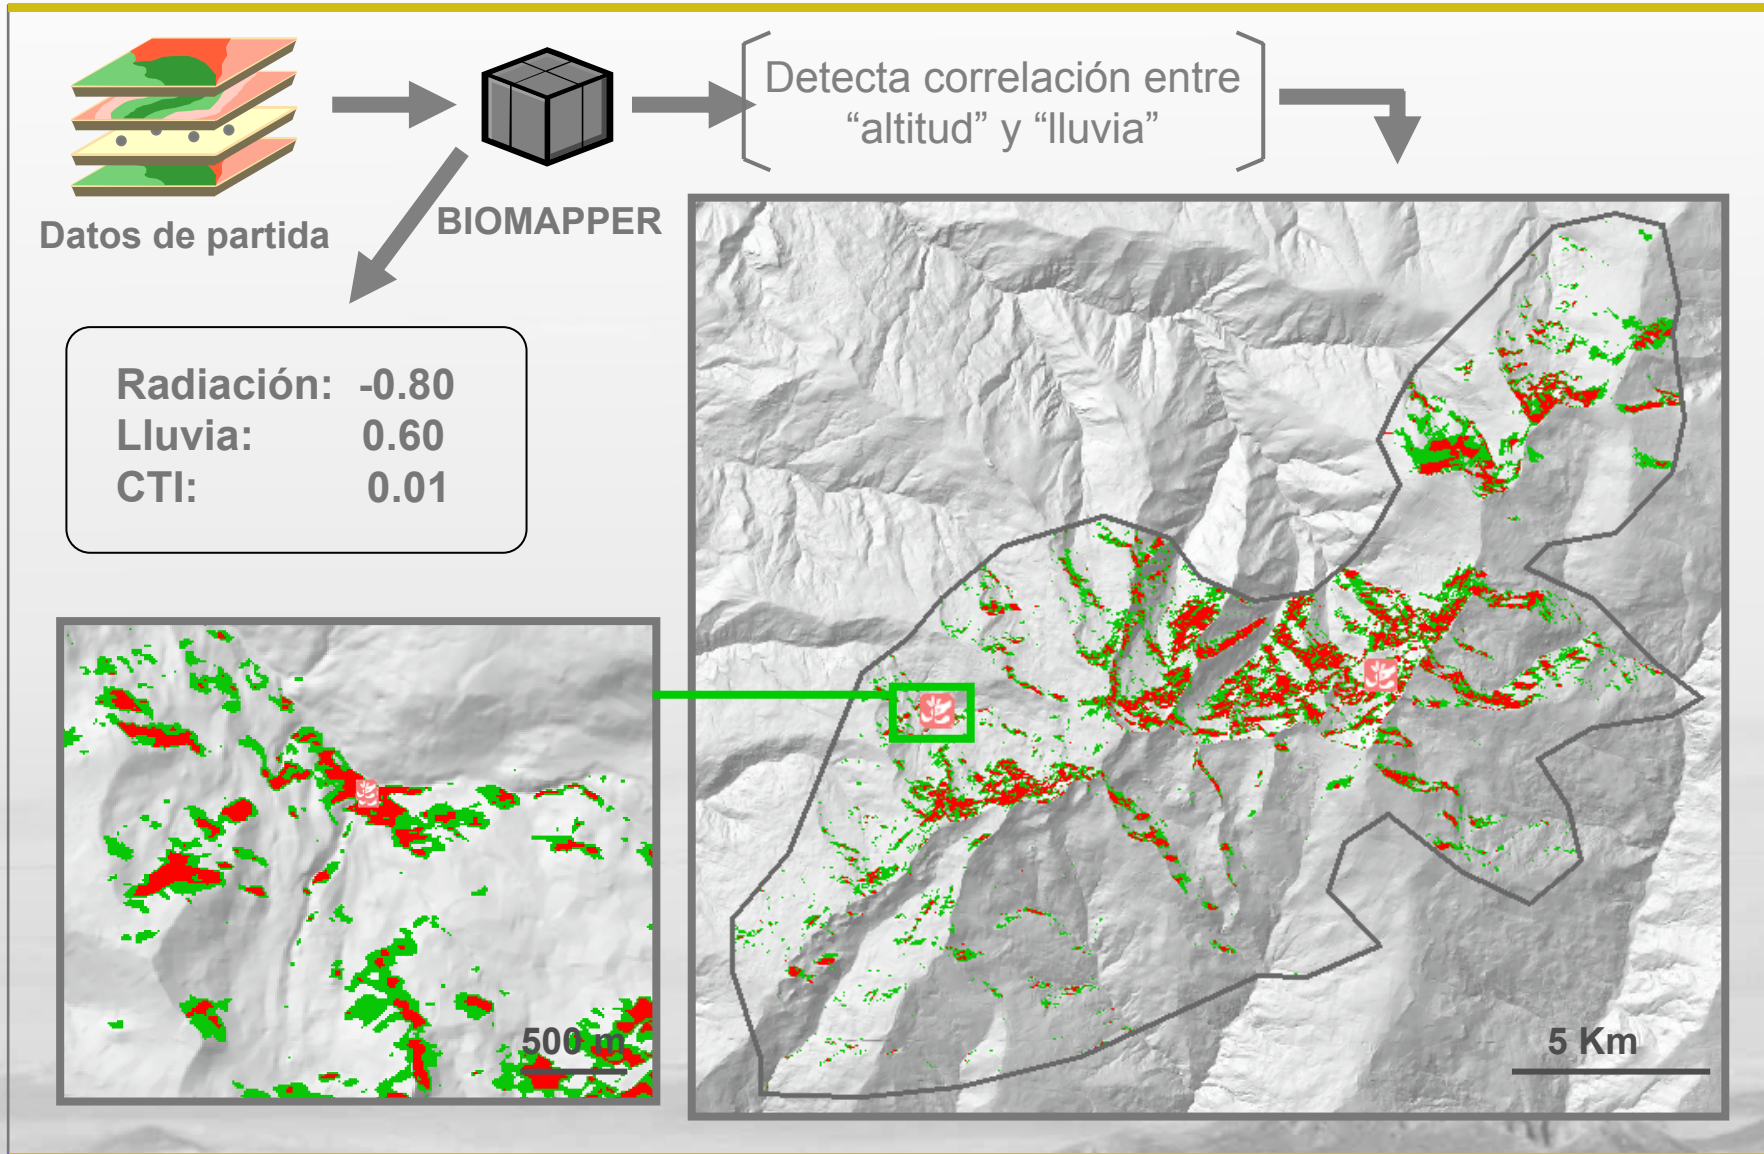 Detecta correlación entre
“altitud” y “lluvia”
Datos de partida
BIOMAPPER
Radiación: -0.80
Lluvia: 0.60
CTI: 0.01
500 m
5 Km